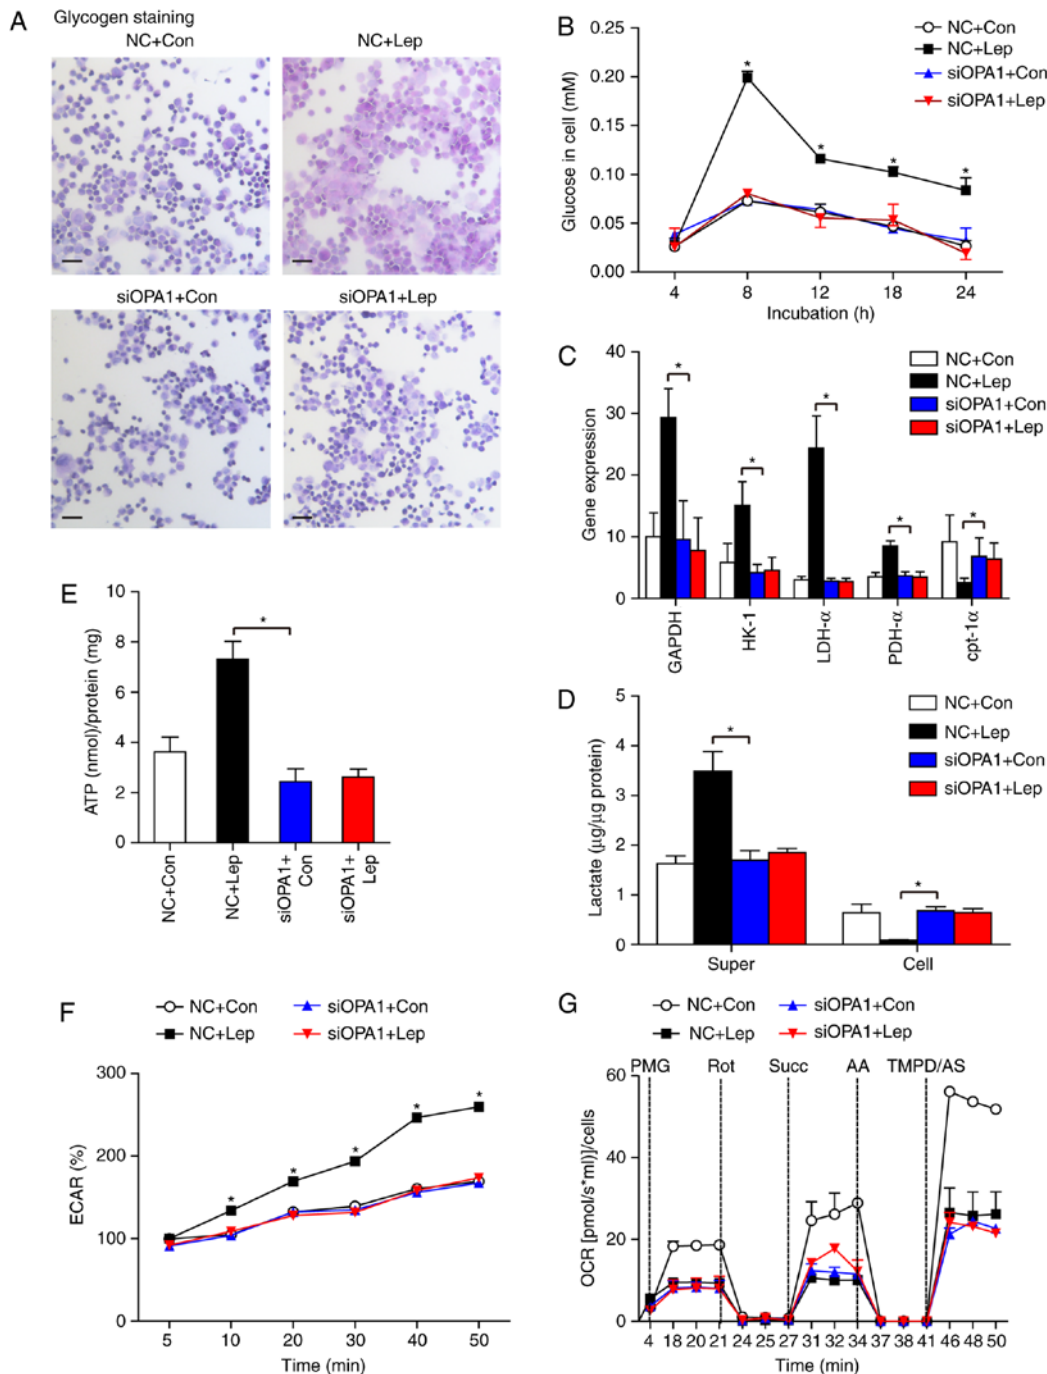 A
Glycogen staining
NC+Con
NC+Lep
siOPA1+Con
siOPA1+Lep
B
NC+Con
NC+Lep
siOPA1+Con
siOPA1+Lep
Glucose in cell (mM)
0.20
0.25
0.10
0.05
0.00
*
*
*
*
4
8
12
18
24
Incubation (h)
C
NC+Con
NC+Lep
siOPA1+Con
siOPA1+Lep
Gene expression
40
30
20
10
0
*
*
*
*
*
GAPDH
HK-1
LDH-α
PDH-α
cpt-1α
E
ATP (nmol)/protein (mg)
10
8
6
4
2
0
*
NC+Con
NC+Lep
siOPA1+
Con
siOPA1+
Lep
D
NC+Con
NC+Lep
siOPA1+Con
siOPA1+Lep
Lactate (µg/µg protein)
5
4
3
2
1
0
*
*
Super
Cell
F
NC+Con
siOPA1+Con
NC+Lep
siOPA1+Lep
ECAR (%)
300
200
100
0
*
*
*
*
*
5
10
20
30
40
50
Time (min)
G
NC+Con
siOPA1+Con
NC+Lep
siOPA1+Lep
PMG
Rot
Succ
AA
TMPD/AS
OCR [pmol/s*ml)]/cells
60
40
20
0
4
18
20
21
24
25
27
31
32
34
37
38
41
46
48
50
Time (min)